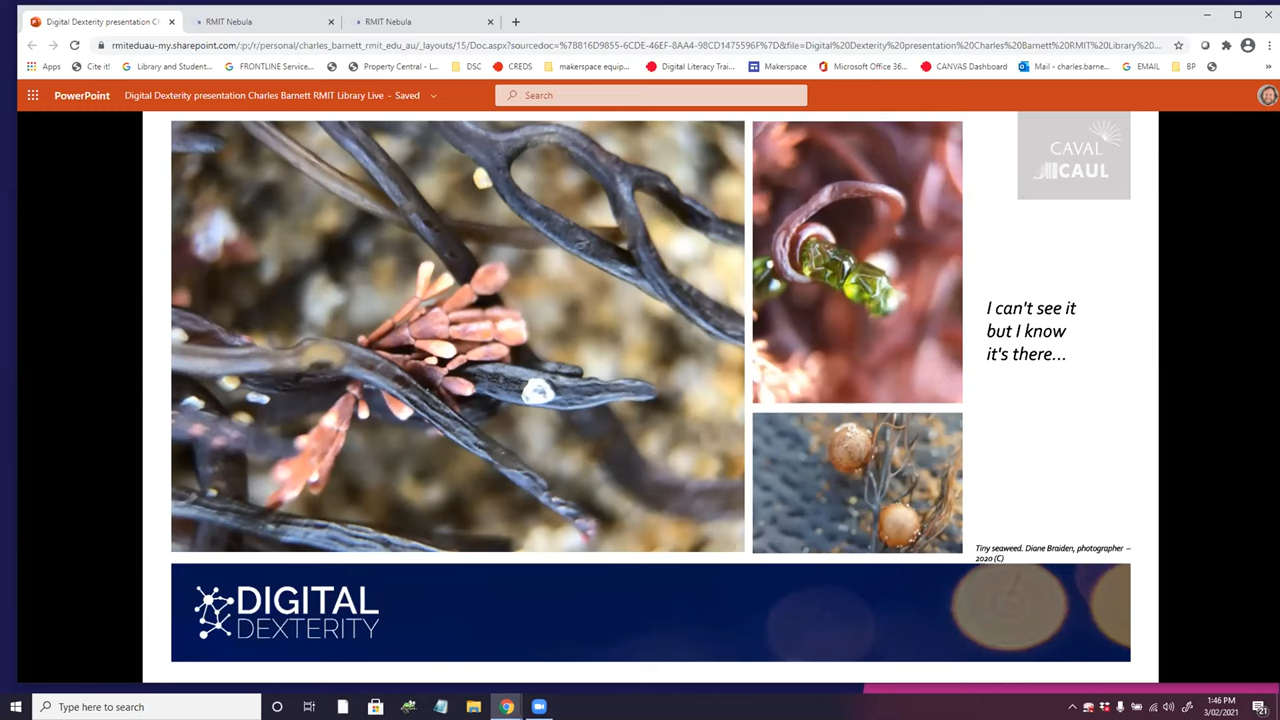 Digital Dexterity presentation Ch
RMIT Nebula
RMIT Nebula
rmiteduau-my.sharepoint.com/:p:/r/personal/charles_barnett_rmit_edu_au/_layouts/15/Doc.aspx?sourcedoc=%7B816D9855-6CDE-46EF-8AA4-98CD1475596F%7D&file=Digital%20Dexterity%20presentation%20Charles%20Barnett%20RMIT%20Library%20Live...
Apps Cite it! Library and Student... FRONTLINE Service... Property Central - L... DSC CREDS makerspace equip... Digital Literacy Trai... Makerspace Microsoft Office 36... CANVAS Dashboard Mail - charles.barne... EMAIL BP »
PowerPoint Digital Dexterity presentation Charles Barnett RMIT Library Live - Saved Search
CAVAL
CAUL
I can't see it
but I know
it's there...
Tiny seaweed. Diane Braiden, photographer –
2020 (C)
DIGITAL
DEXTERITY
Type here to search
1:46 PM
3/02/2021